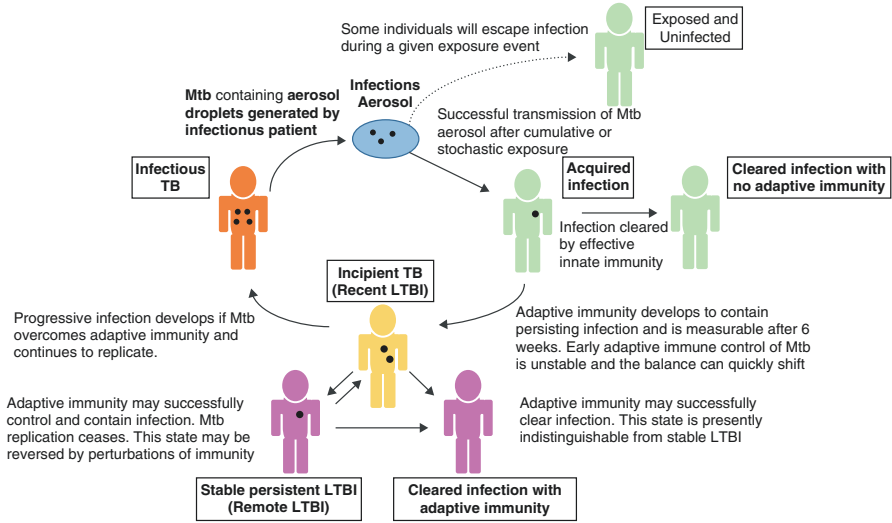 Some individuals will escape infection
during a given exposure event
Exposed and
Uninfected
Infections
Aerosol
Mtb containing aerosol
droplets generated by
infectionus patient
Successful transmission of Mtb
aerosol after cumulative or
stochastic exposure
Infectious
TB
Acquired
infection
Cleared infection with
no adaptive immunity
Infection cleared
by effective
innate immunity
Incipient TB
(Recent LTBI)
Progressive infection develops if Mtb
overcomes adaptive immunity and
continues to replicate.
Adaptive immunity develops to contain
persisting infection and is measurable after 6
weeks. Early adaptive immune control of Mtb
is unstable and the balance can quickly shift
Adaptive immunity may successfully
control and contain infection. Mtb
replication ceases. This state may be
reversed by perturbations of immunity
Adaptive immunity may successfully
clear infection. This state is presently
indistinguishable from stable LTBI
Stable persistent LTBI
(Remote LTBI)
Cleared infection with
adaptive immunity